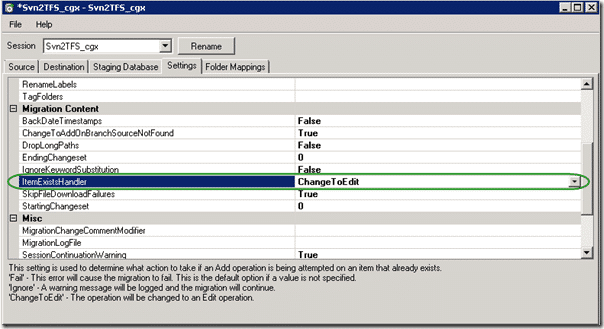 *Svn2TFS_cgx - Svn2TFS_cgx
File Help
Session Svn2TFS_cgx Rename
Source Destination Staging Database Settings Folder Mappings
RenameLabels
TagFolders
Migration Content
BackDateTimestamps False
ChangeToAddOnBranchSourceNotFound True
DropLongPaths False
EndingChangeset 0
IgnoreKeywordSubstitution False
ItemExistsHandler ChangeToEdit
SkipFileDownloadFailures True
StartingChangeset 0
Misc
MigrationChangeCommentModifier
MigrationLogFile
SessionContinuationWarning True
This setting is used to determine what action to take if an Add operation is being attempted on an item that already exists.
'Fail' - This error will cause the migration to fail. This is the default option if a value is not specified.
'Ignore' - A warning message will be logged and the migration will continue.
'ChangeToEdit' - The operation will be changed to an Edit operation.